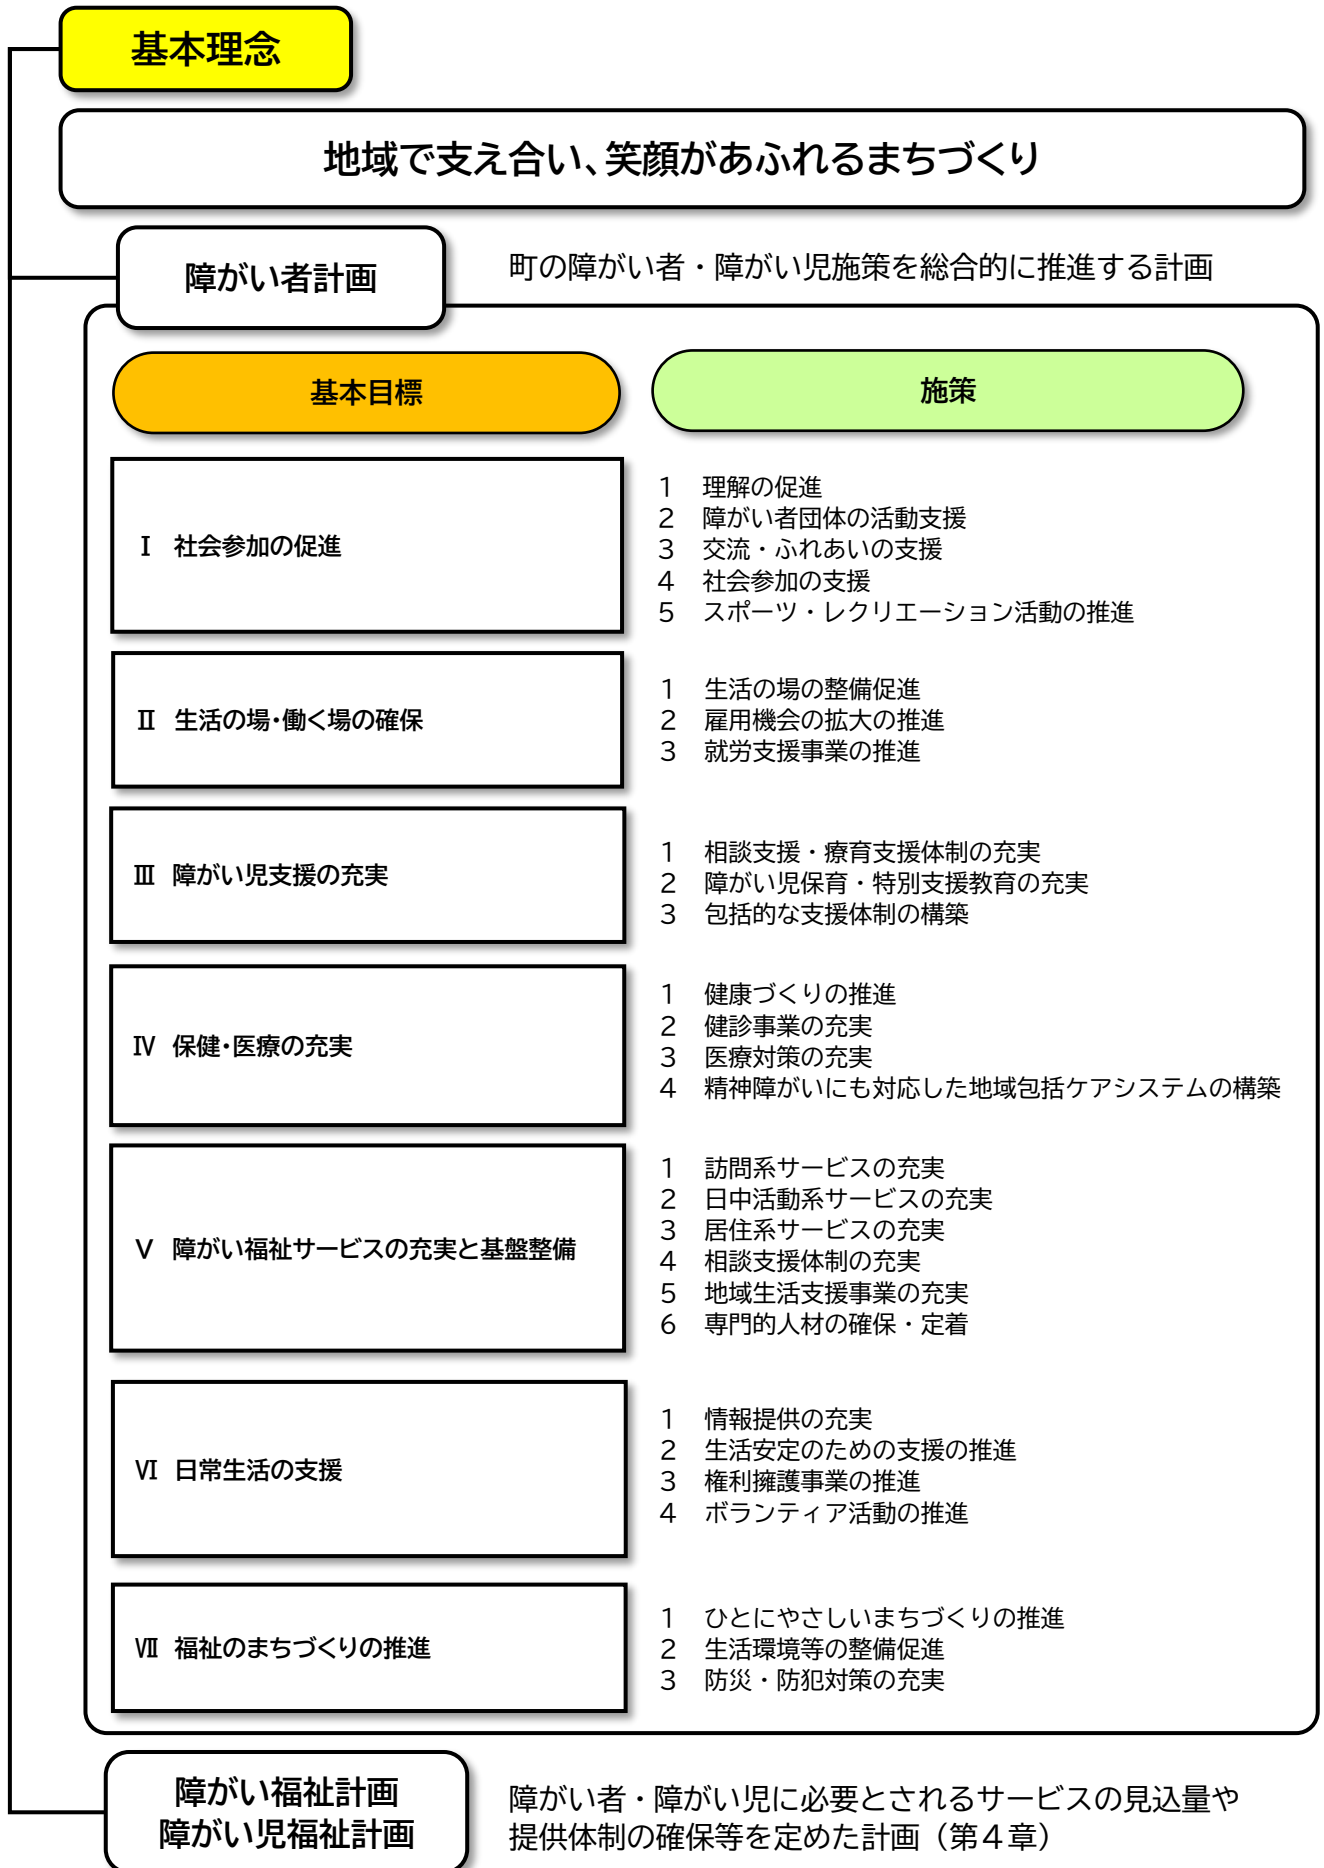 基本理念
地域で支え合い、笑顔があふれるまちづくり
障がい者計画
町の障がい者・障がい児施策を総合的に推進する計画
基本目標
施策
Ⅰ 社会参加の促進
1 理解の促進
2 障がい者団体の活動支援
3 交流・ふれあいの支援
4 社会参加の支援
5 スポーツ・レクリエーション活動の推進
Ⅱ 生活の場・働く場の確保
1 生活の場の整備促進
2 雇用機会の拡大の推進
3 就労支援事業の推進
Ⅲ 障がい児支援の充実
1 相談支援・療育支援体制の充実
2 障がい児保育・特別支援教育の充実
3 包括的な支援体制の構築
Ⅳ 保健・医療の充実
1 健康づくりの推進
2 健診事業の充実
3 医療対策の充実
4 精神障がいにも対応した地域包括ケアシステムの構築
Ⅴ 障がい福祉サービスの充実と基盤整備
1 訪問系サービスの充実
2 日中活動系サービスの充実
3 居住系サービスの充実
4 相談支援体制の充実
5 地域生活支援事業の充実
6 専門的人材の確保・定着
Ⅵ 日常生活の支援
1 情報提供の充実
2 生活安定のための支援の推進
3 権利擁護事業の推進
4 ボランティア活動の推進
Ⅶ 福祉のまちづくりの推進
1 ひとにやさしいまちづくりの推進
2 生活環境等の整備促進
3 防災・防犯対策の充実
障がい福祉計画
障がい児福祉計画
障がい者・障がい児に必要とされるサービスの見込量や
提供体制の確保等を定めた計画（第４章）